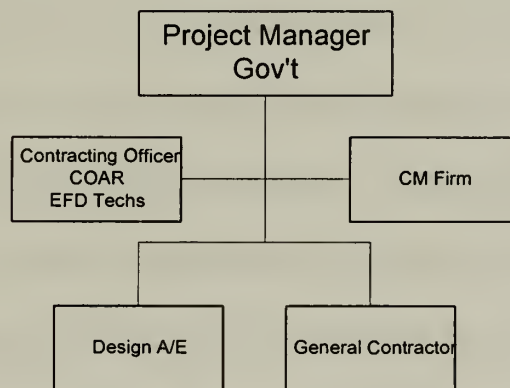 Project Manager
Gov't
Contracting Officer
COAR
EFD Techs
CM Firm
Design A/E
General Contractor